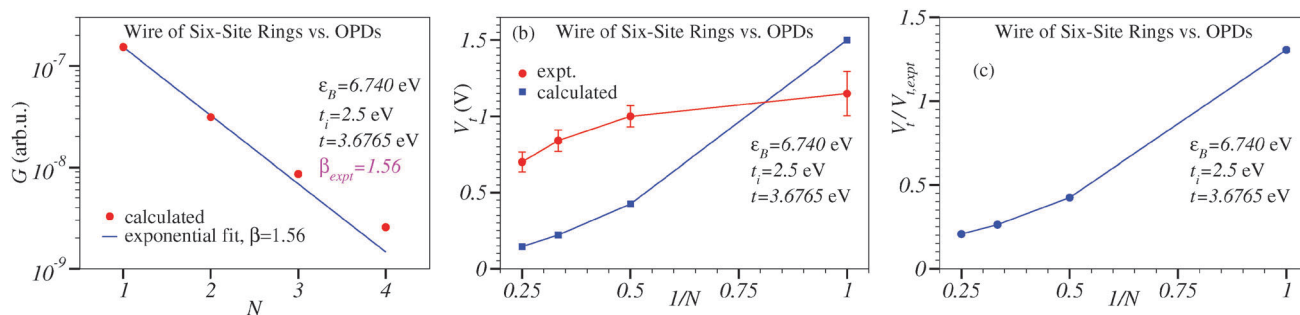 Wire of Six-Site Rings vs. OPDs
G (arb.u.)
10⁻⁷
10⁻⁸
10⁻⁹
ε_B=6.740 eV
t_i=2.5 eV
t=3.6765 eV
β_expt=1.56
calculated
exponential fit, β=1.56
1 2 3 4
N
(b) Wire of Six-Site Rings vs. OPDs
V_t (V)
1.5
1
0.5
0
expt.
calculated
ε_B=6.740 eV
t_i=2.5 eV
t=3.6765 eV
0.25 0.5 0.75 1
1/N
Wire of Six-Site Rings vs. OPDs
(c)
V_t / V_t,expt
1.5
1
0.5
0
ε_B=6.740 eV
t_i=2.5 eV
t=3.6765 eV
0.25 0.5 0.75 1
1/N